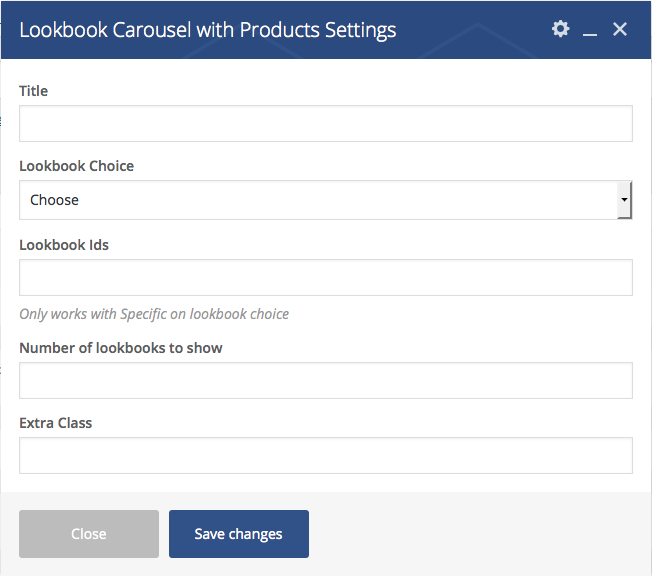 Lookbook Carousel with Products Settings
Title
Lookbook Choice
Choose
Lookbook Ids
Only works with Specific on lookbook choice
Number of lookbooks to show
Extra Class
Close
Save changes